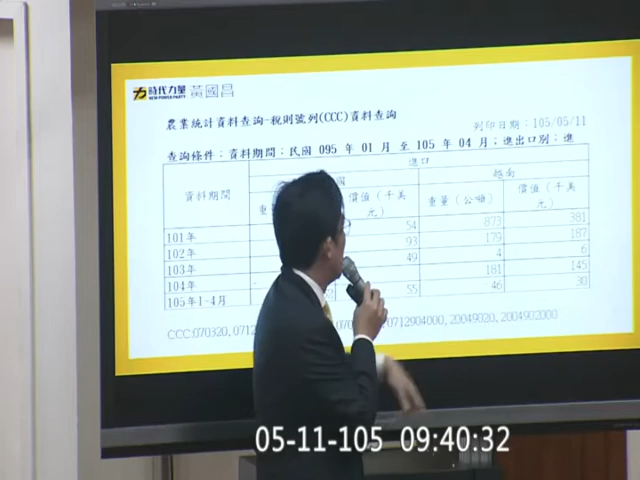 時代力量 黃國昌
NEW POWER PARTY
農業統計資料查詢-稅則號列(CCC)資料查詢
列印日期：105/05/11
查詢條件：資料期間：民國 095 年 01 月 至 105 年 04 月；進出口別：進
進口
資料期間 國 越南
價值（千美元） 重量（公噸） 價值（千美元）
101年 54 873 381
102年 93 179 187
103年 49 4 6
104年 181 145
105年1-4月 55 46 30
CCC:070320, 0712904000, 20049020, 2004902000
05-11-105 09:40:32